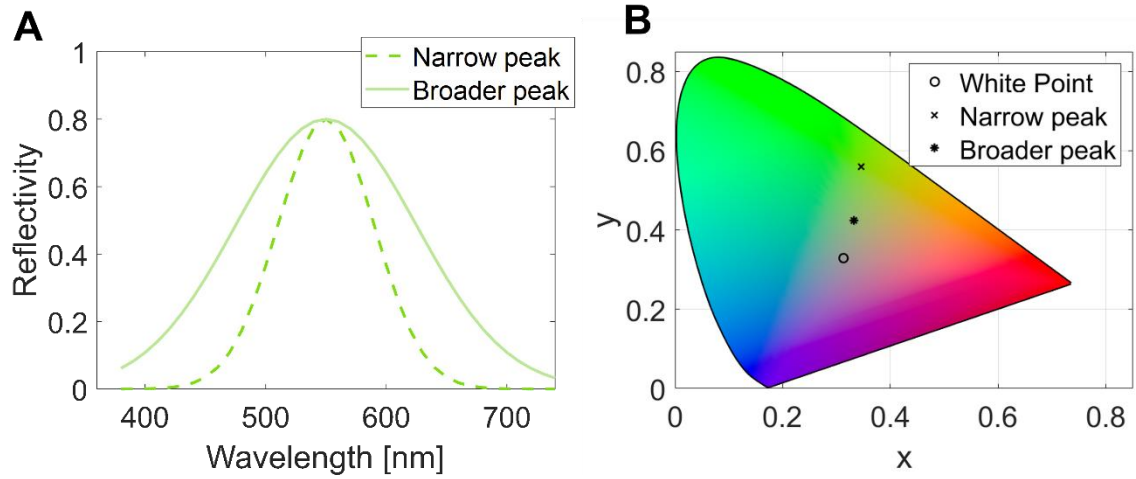 A
Reflectivity
1
0.8
0.6
0.4
0.2
0
400
500
600
700
Wavelength [nm]
Narrow peak
Broader peak
B
y
0.8
0.6
0.4
0.2
0
0
0.2
0.4
0.6
0.8
x
White Point
Narrow peak
Broader peak